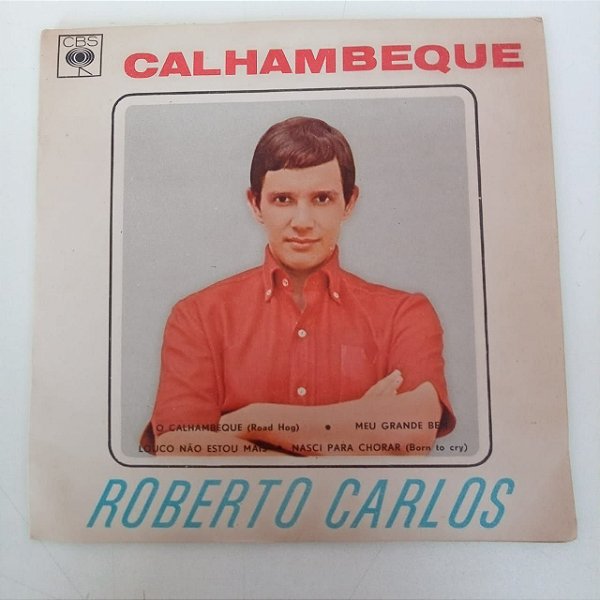 CBS
CALHAMBEQUE
O CALHAMBEQUE (Road Hog) • MEU GRANDE BEM
LOUCO NÃO ESTOU MAIS • NASCI PARA CHORAR (Born to cry)
ROBERTO CARLOS